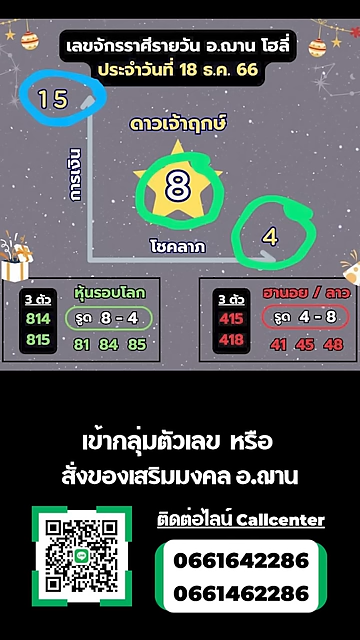 เลขจักรราศีรายวัน อ.ฌาน โฮลี่
ประจำวันที่ 18 ธ.ค. 66
15
ดาวเจ้าฤกษ์
การเงิน
8
4
โชคลาภ
3 ตัว
814
815
หุ้นรอบโลก
รูด 8 - 4
81 84 85
3 ตัว
415
418
ฮานอย / ลาว
รูด 4 - 8
41 45 48
เข้ากลุ่มตัวเลข หรือ
สั่งของเสริมมงคล อ.ฌาน
ติดต่อไลน์ Callcenter
0661642286
0661462286